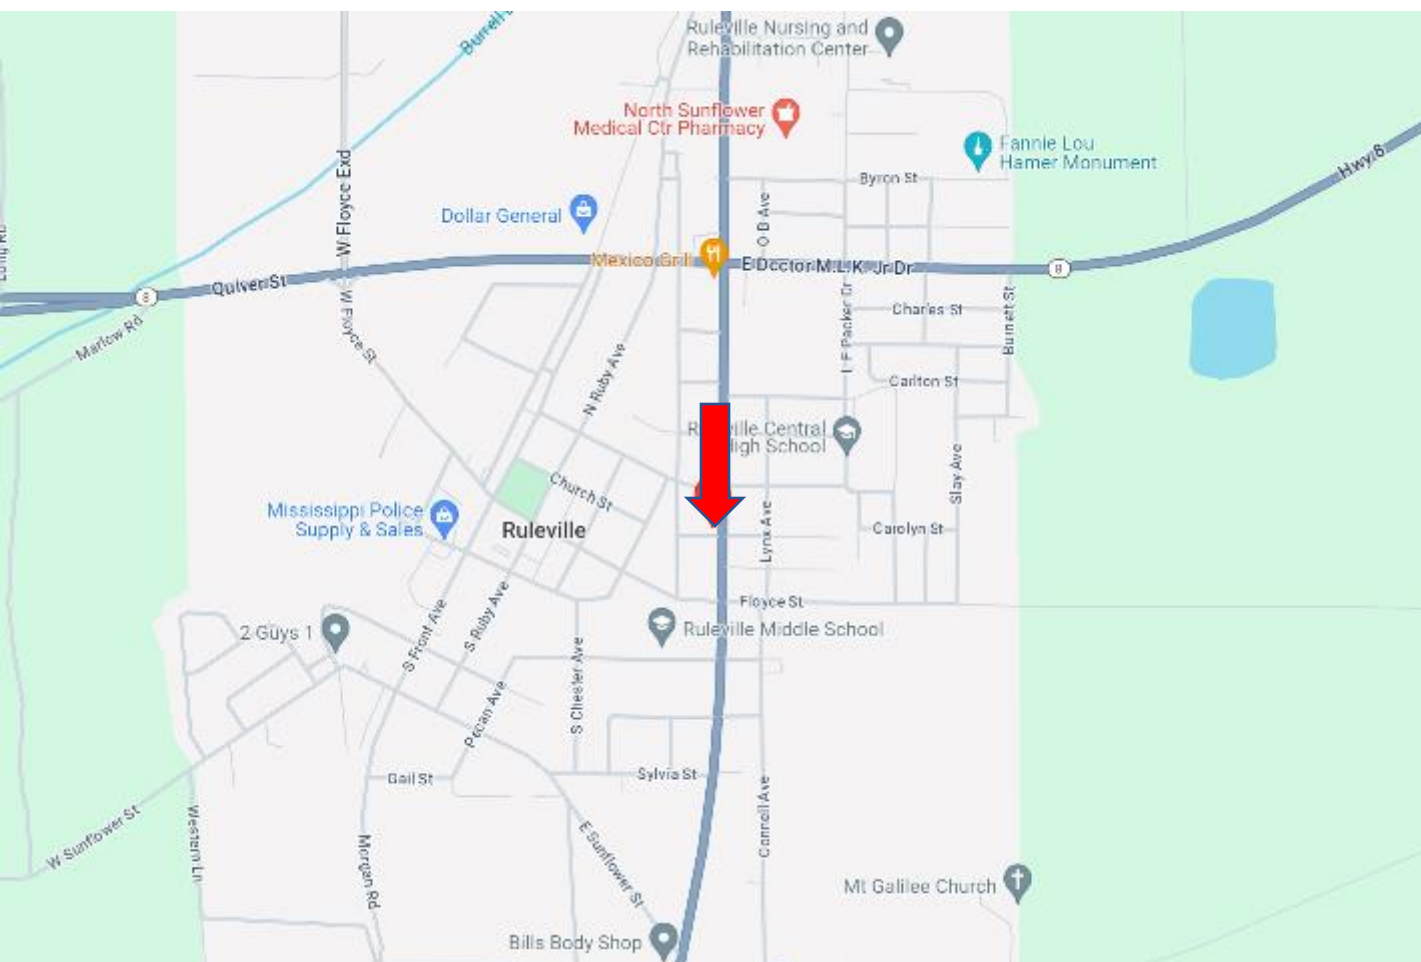 Burrell
Ruleville Nursing and
Rehabilitation Center
North Sunflower
Medical Ctr Pharmacy
Fannie Lou
Hamer Monument
Hwy 8
W Floyce Exd
Byron St
Dollar General
O B Ave
Mexico Grill
E Doctor M.L.K. Jr Dr
8
Quiver St
8
Marlow Rd
W Floyce St
Charles St
Burnett St
L F Packer Dr
N Ruby Ave
Carlton St
Ruleville Central
High School
Slay Ave
Church St
Mississippi Police
Supply & Sales
Ruleville
Lynx Ave
Carolyn St
Floyce St
2 Guys 1
S Front Ave
S Ruby Ave
Ruleville Middle School
S Chester Ave
Pecan Ave
Gail St
Sylvia St
W Sunflower St
Western Ln
Morgan Rd
E Sunflower St
Connell Ave
Mt Galilee Church
Bills Body Shop